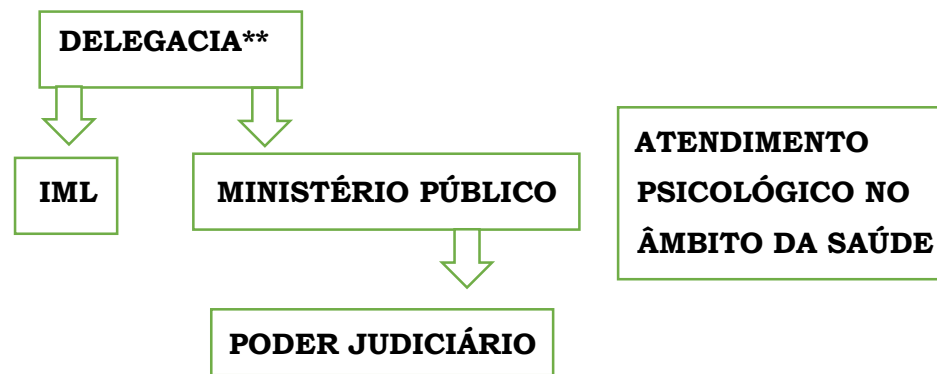 DELEGACIA**
IML
MINISTÉRIO PÚBLICO
ATENDIMENTO
PSICOLÓGICO NO
ÂMBITO DA SAÚDE
PODER JUDICIÁRIO